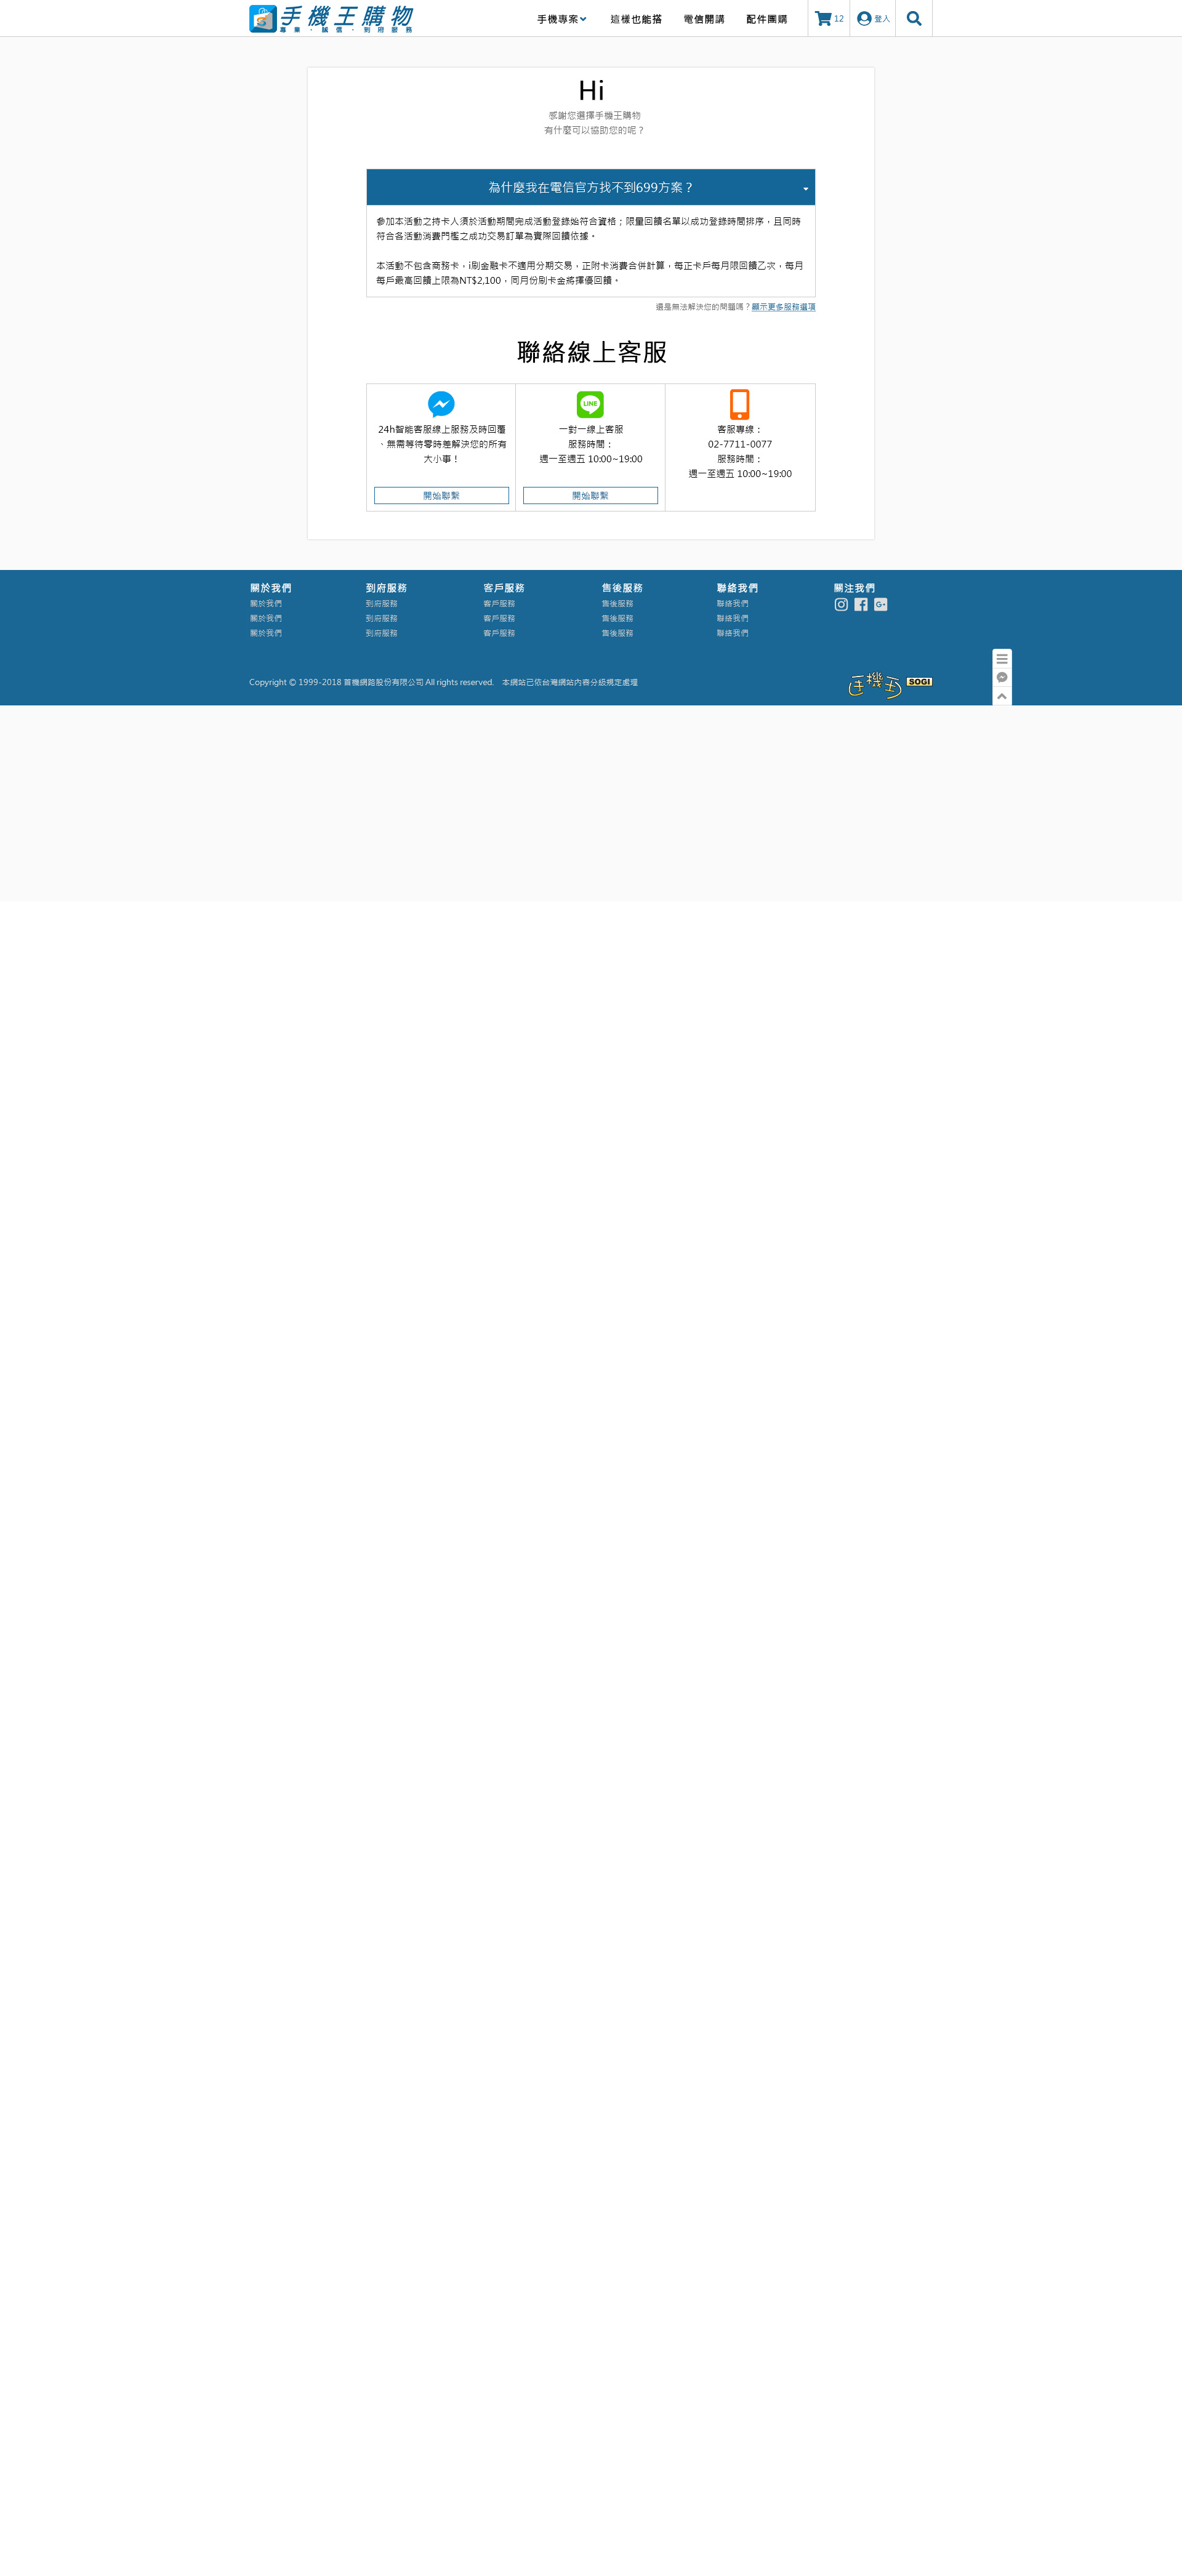 手機王購物
專業・誠信・到府服務
手機專案
這樣也能搭
電信開講
配件團購
12
登入
Hi
感謝您選擇手機王購物
有什麼可以協助您的呢？
為什麼我在電信官方找不到699方案？
參加本活動之持卡人須於活動期間完成活動登錄始符合資格；限量回饋名單以成功登錄時間排序，且同時
符合各活動消費門檻之成功交易訂單為實際回饋依據。
本活動不包含商務卡，i刷金融卡不適用分期交易，正附卡消費合併計算，每正卡戶每月限回饋乙次，每月
每戶最高回饋上限為NT$2,100，同月份刷卡金將擇優回饋。
還是無法解決您的問題嗎？顯示更多服務選項
聯絡線上客服
24h智能客服線上服務及時回覆
、無需等待零時差解決您的所有
大小事！
開始聯繫
LINE
一對一線上客服
服務時間：
週一至週五 10:00~19:00
開始聯繫
客服專線：
02-7711-0077
服務時間：
週一至週五 10:00~19:00
關於我們
關於我們
關於我們
關於我們
到府服務
到府服務
到府服務
到府服務
客戶服務
客戶服務
客戶服務
客戶服務
售後服務
售後服務
售後服務
售後服務
聯絡我們
聯絡我們
聯絡我們
聯絡我們
關注我們
G+
Copyright © 1999-2018 首機網路股份有限公司 All rights reserved.　本網站已依台灣網站內容分級規定處理
手機王
SOGI